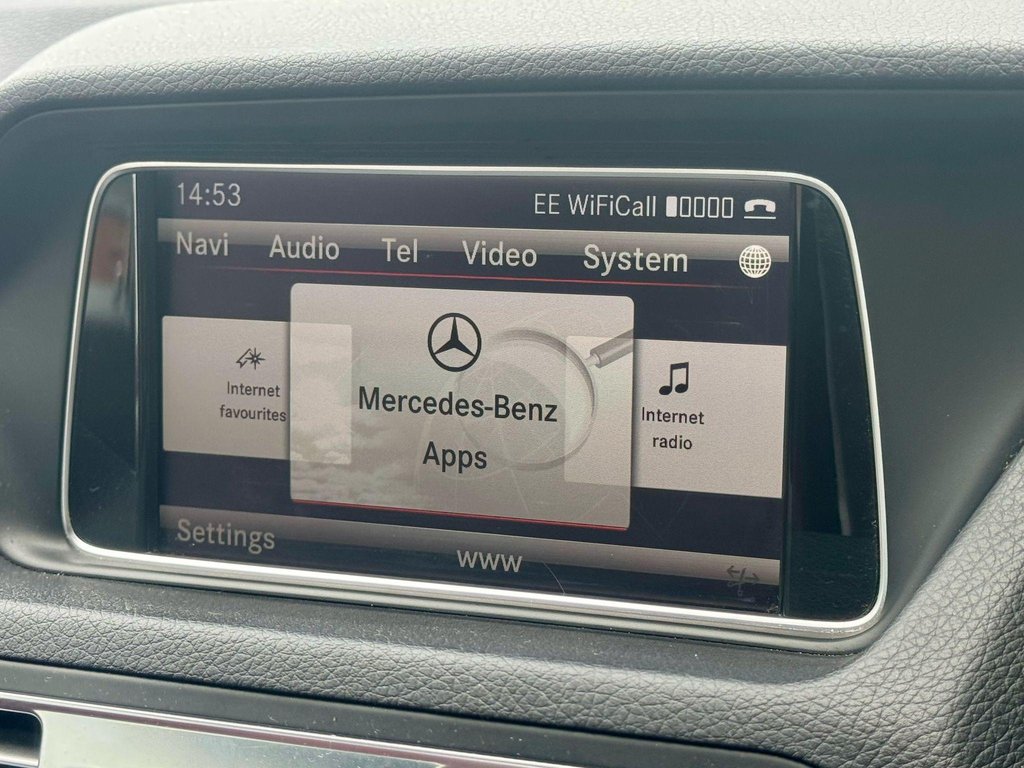 14:53 EE WiFiCall
Navi Audio Tel Video System
Internet
favourites
Mercedes-Benz
Apps
Internet
radio
Settings
www